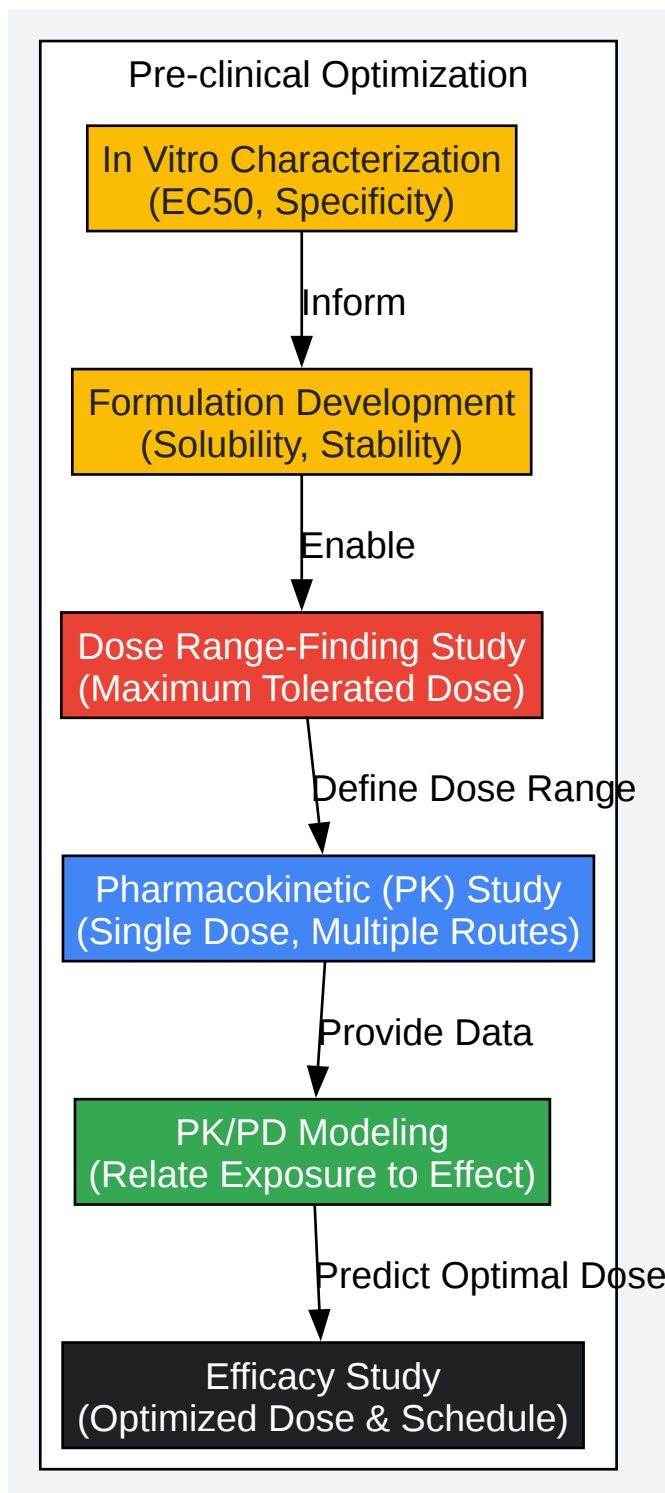 Pre-clinical Optimization
In Vitro Characterization
(EC50, Specificity)
Inform
Formulation Development
(Solubility, Stability)
Enable
Dose Range-Finding Study
(Maximum Tolerated Dose)
Define Dose Range
Pharmacokinetic (PK) Study
(Single Dose, Multiple Routes)
Provide Data
PK/PD Modeling
(Relate Exposure to Effect)
Predict Optimal Dose
Efficacy Study
(Optimized Dose & Schedule)